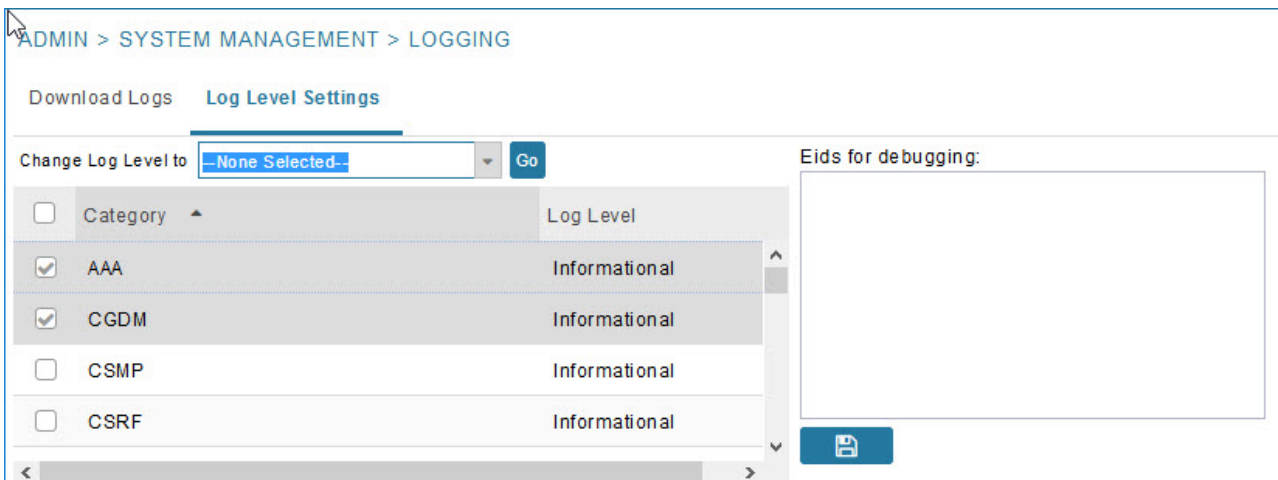 ADMIN > SYSTEM MANAGEMENT > LOGGING
Download Logs Log Level Settings
Change Log Level to --None Selected-- Go
Category Log Level
AAA Informational
CGDM Informational
CSMP Informational
CSRF Informational
Eids for debugging: